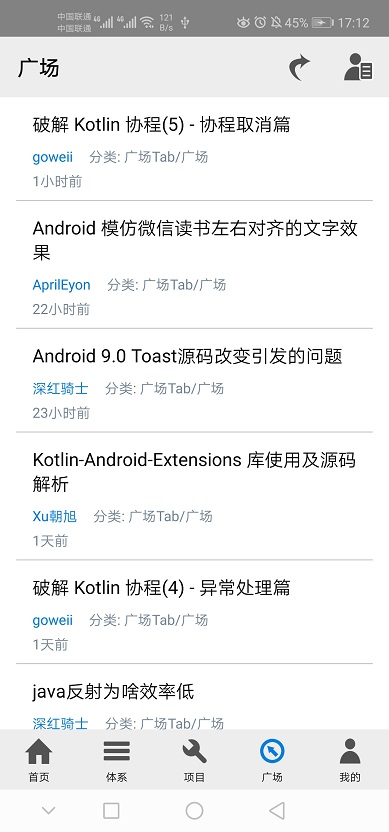 中国联通 4G 4G 121 45% 17:12
中国联通 B/s
广场
破解 Kotlin 协程(5) - 协程取消篇
goweii 分类: 广场Tab/广场
1小时前
Android 模仿微信读书左右对齐的文字效
果
AprilEyon 分类: 广场Tab/广场
22小时前
Android 9.0 Toast源码改变引发的问题
深红骑士 分类: 广场Tab/广场
23小时前
Kotlin-Android-Extensions 库使用及源码
解析
Xu朝旭 分类: 广场Tab/广场
1天前
破解 Kotlin 协程(4) - 异常处理篇
goweii 分类: 广场Tab/广场
1天前
java反射为啥效率低
深红骑士 分类: 广场Tab/广场
首页 体系 项目 广场 我的